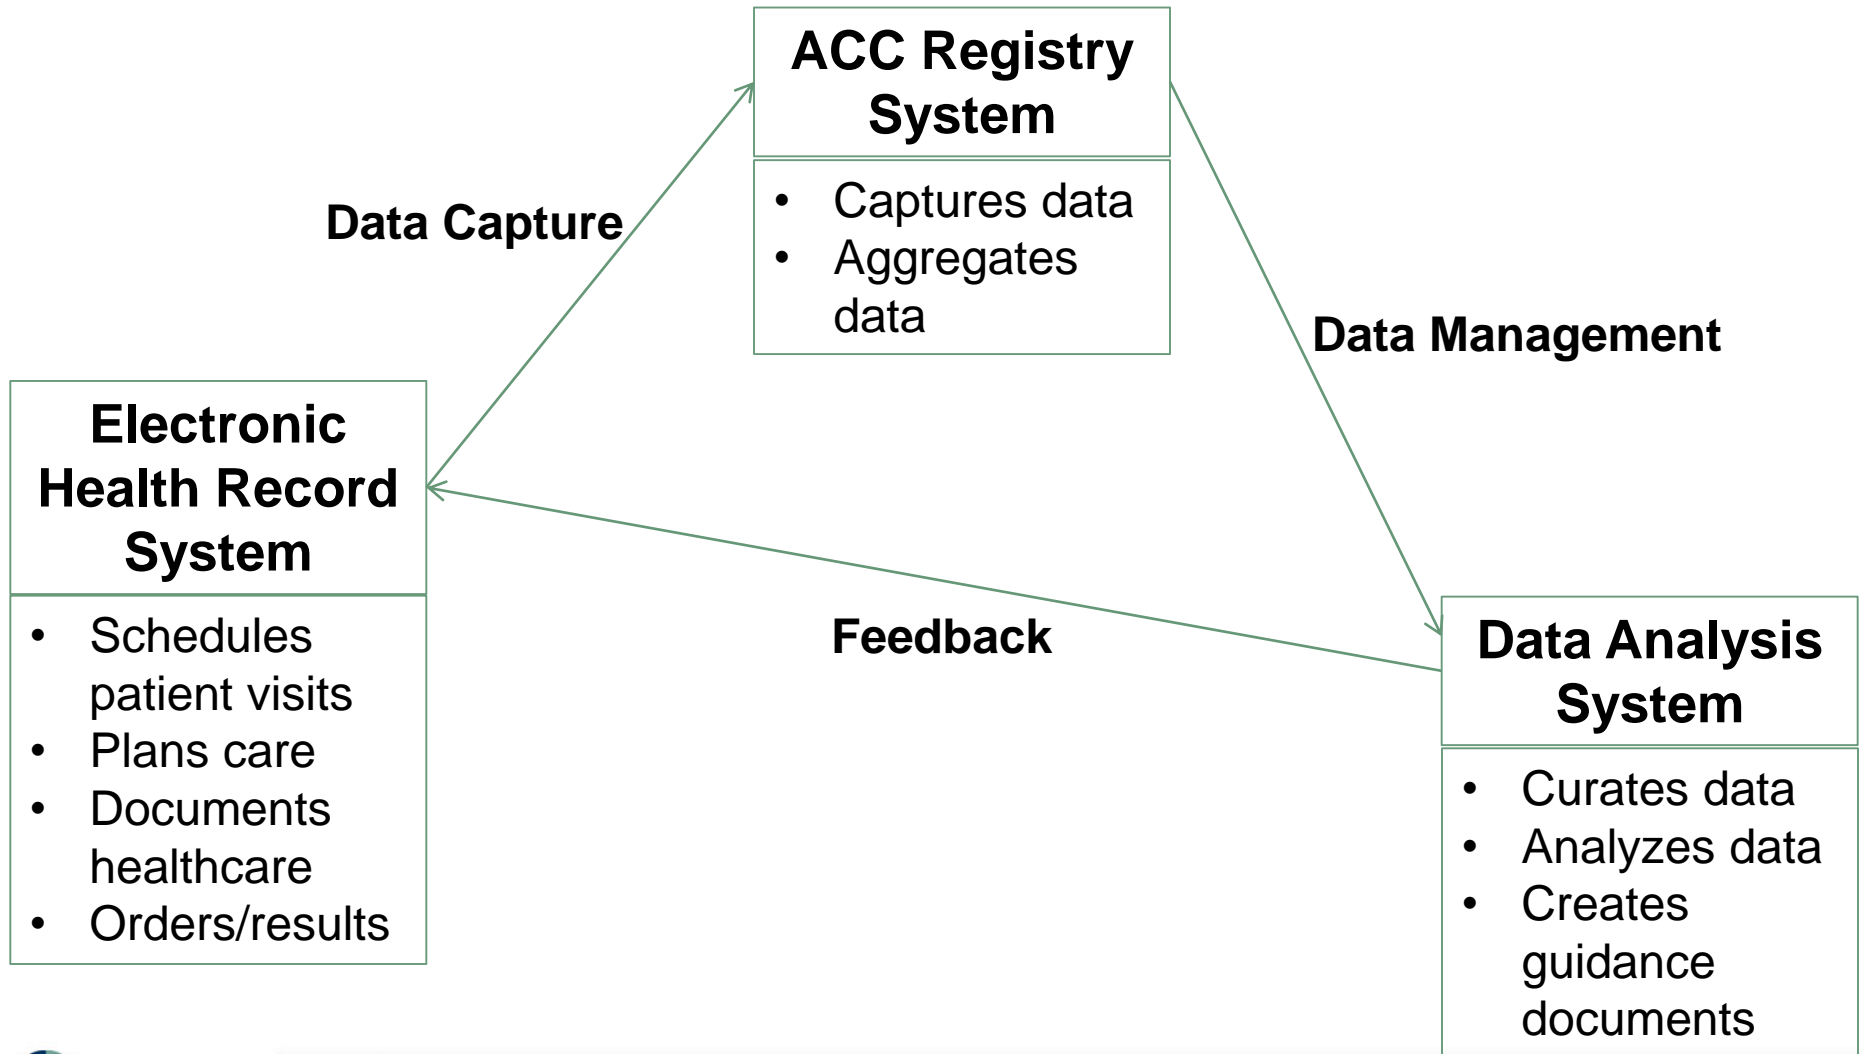 ACC Registry
System
• Captures data
• Aggregates
data
Data Capture
Data Management
Electronic
Health Record
System
• Schedules
patient visits
• Plans care
• Documents
healthcare
• Orders/results
Feedback
Data Analysis
System
• Curates data
• Analyzes data
• Creates
guidance
documents